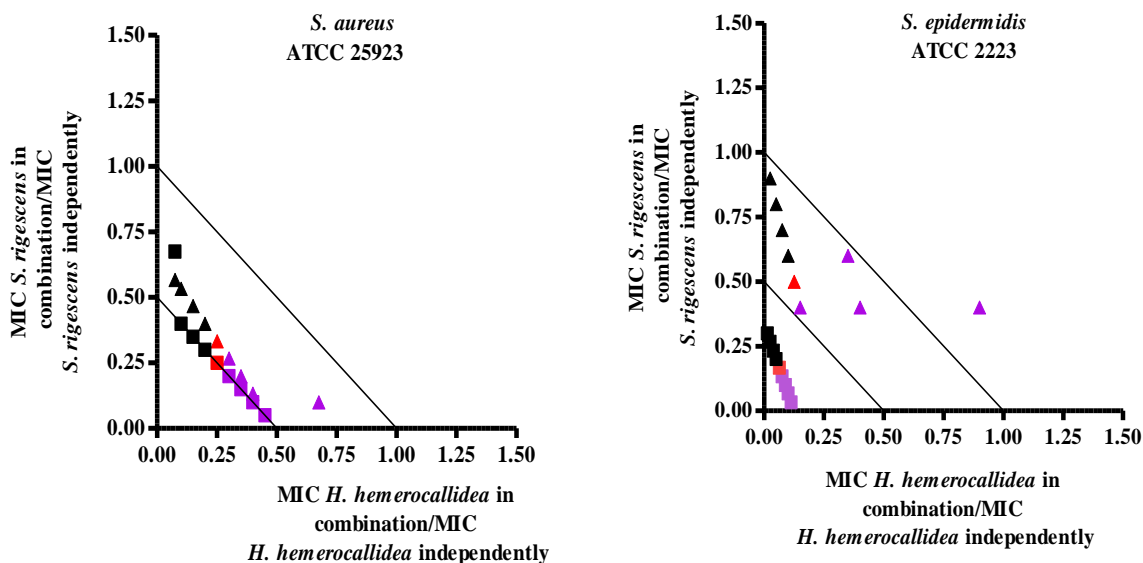 S. aureus
ATCC 25923
MIC S. rigescens in
combination/MIC
S. rigescens independently
1.50
1.25
1.00
0.75
0.50
0.25
0.00
0.00 0.25 0.50 0.75 1.00 1.25 1.50
MIC H. hemerocallidea in
combination/MIC
H. hemerocallidea independently
S. epidermidis
ATCC 2223
MIC S. rigescens in
combination/MIC
S. rigescens independently
1.50
1.25
1.00
0.75
0.50
0.25
0.00
0.00 0.25 0.50 0.75 1.00 1.25 1.50
MIC H. hemerocallidea in
combination/MIC
H. hemerocallidea independently